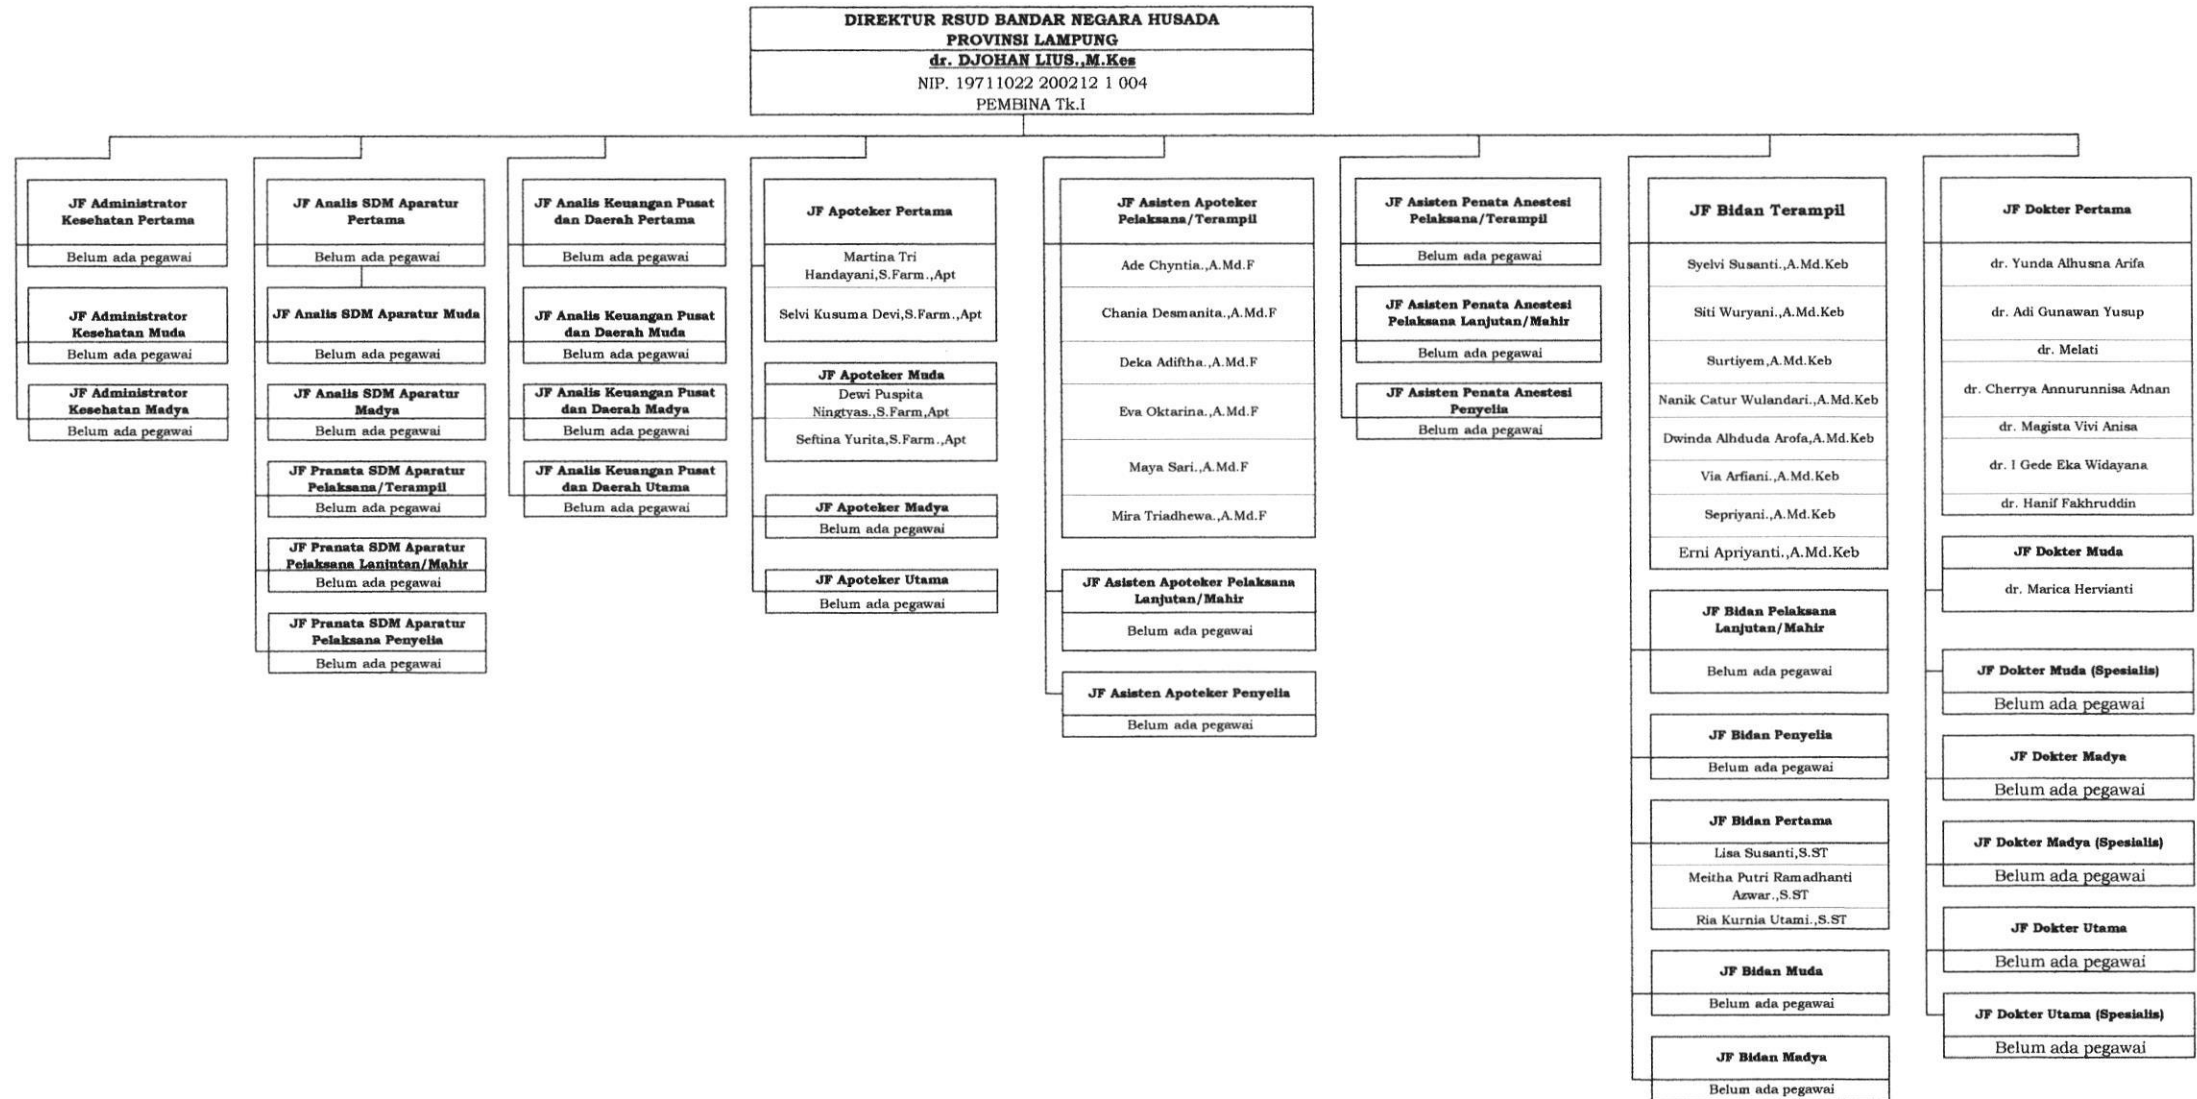 DIREKTUR RSUD BANDAR NEGARA HUSADA
PROVINSI LAMPUNG
dr. DJOHAN LIUS.,M.Kes
NIP. 19711022 200212 1 004
PEMBINA Tk.I
JF Administrator
Kesehatan Pertama
Belum ada pegawai
JF Administrator
Kesehatan Muda
Belum ada pegawai
JF Administrator
Kesehatan Madya
Belum ada pegawai
JF Analis SDM Aparatur
Pertama
Belum ada pegawai
JF Analis SDM Aparatur Muda
Belum ada pegawai
JF Analis SDM Aparatur
Madya
Belum ada pegawai
JF Pranata SDM Aparatur
Pelaksana/Terampil
Belum ada pegawai
JF Pranata SDM Aparatur
Pelaksana Lanjutan/Mahir
Belum ada pegawai
JF Pranata SDM Aparatur
Pelaksana Penyelia
Belum ada pegawai
JF Analis Keuangan Pusat
dan Daerah Pertama
Belum ada pegawai
JF Analis Keuangan Pusat
dan Daerah Muda
Belum ada pegawai
JF Analis Keuangan Pusat
dan Daerah Madya
Belum ada pegawai
JF Analis Keuangan Pusat
dan Daerah Utama
Belum ada pegawai
JF Apoteker Pertama
Martina Tri
Handayani,S.Farm.,Apt
Selvi Kusuma Devi,S.Farm.,Apt
JF Apoteker Muda
Dewi Puspita
Ningtyas.,S.Farm,Apt
Seftina Yurita,S.Farm.,Apt
JF Apoteker Madya
Belum ada pegawai
JF Apoteker Utama
Belum ada pegawai
JF Asisten Apoteker
Pelaksana/Terampil
Ade Chyntia.,A.Md.F
Chania Desmanita.,A.Md.F
Deka Adiftha.,A.Md.F
Eva Oktarina.,A.Md.F
Maya Sari.,A.Md.F
Mira Triadhewa.,A.Md.F
JF Asisten Apoteker Pelaksana
Lanjutan/Mahir
Belum ada pegawai
JF Asisten Apoteker Penyelia
Belum ada pegawai
JF Asisten Penata Anestesi
Pelaksana/Terampil
Belum ada pegawai
JF Asisten Penata Anestesi
Pelaksana Lanjutan/Mahir
Belum ada pegawai
JF Asisten Penata Anestesi
Penyelia
Belum ada pegawai
JF Bidan Terampil
Syelvi Susanti.,A.Md.Keb
Siti Wuryani.,A.Md.Keb
Surtiyem,A.Md.Keb
Nanik Catur Wulandari.,A.Md.Keb
Dwinda Alhduda Arofa,A.Md.Keb
Via Arfiani.,A.Md.Keb
Sepriyani.,A.Md.Keb
Erni Apriyanti.,A.Md.Keb
JF Bidan Pelaksana
Lanjutan/Mahir
Belum ada pegawai
JF Bidan Penyelia
Belum ada pegawai
JF Bidan Pertama
Lisa Susanti,S.ST
Meitha Putri Ramadhanti
Azwar.,S.ST
Ria Kurnia Utami.,S.ST
JF Bidan Muda
Belum ada pegawai
JF Bidan Madya
Belum ada pegawai
JF Dokter Pertama
dr. Yunda Alhusna Arifa
dr. Adi Gunawan Yusup
dr. Melati
dr. Cherrya Annurunnisa Adnan
dr. Magista Vivi Anisa
dr. I Gede Eka Widayana
dr. Hanif Fakhruddin
JF Dokter Muda
dr. Marica Hervianti
JF Dokter Muda (Spesialis)
Belum ada pegawai
JF Dokter Madya
Belum ada pegawai
JF Dokter Madya (Spesialis)
Belum ada pegawai
JF Dokter Utama
Belum ada pegawai
JF Dokter Utama (Spesialis)
Belum ada pegawai